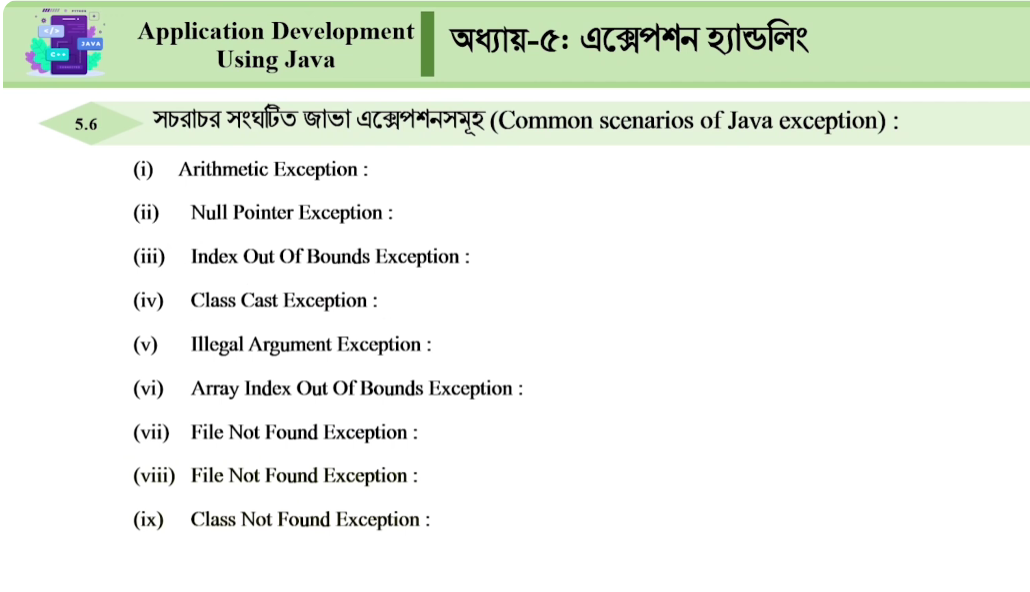 Application Development
Using Java
অধ্যায়-৫: এক্সেপশন হ্যান্ডলিং
</>
JAVA
C++
5.6 সচরাচর সংঘটিত জাভা এক্সেপশনসমূহ (Common scenarios of Java exception) :
(i) Arithmetic Exception :
(ii) Null Pointer Exception :
(iii) Index Out Of Bounds Exception :
(iv) Class Cast Exception :
(v) Illegal Argument Exception :
(vi) Array Index Out Of Bounds Exception :
(vii) File Not Found Exception :
(viii) File Not Found Exception :
(ix) Class Not Found Exception :